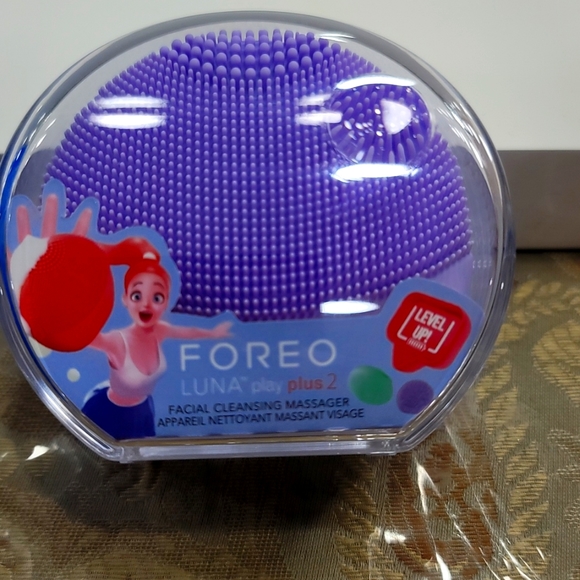 LEVEL
UP!
FOREO
LUNA™ play plus 2
FACIAL CLEANSING MASSAGER
APPAREIL NETTOYANT MASSANT VISAGE